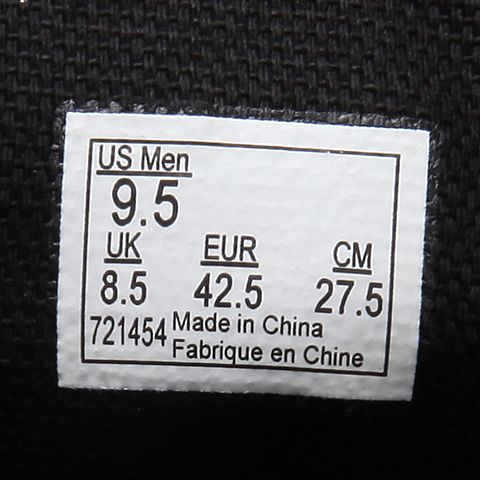 US Men
9.5
UK EUR CM
8.5 42.5 27.5
721454 Made in China
Fabrique en Chine